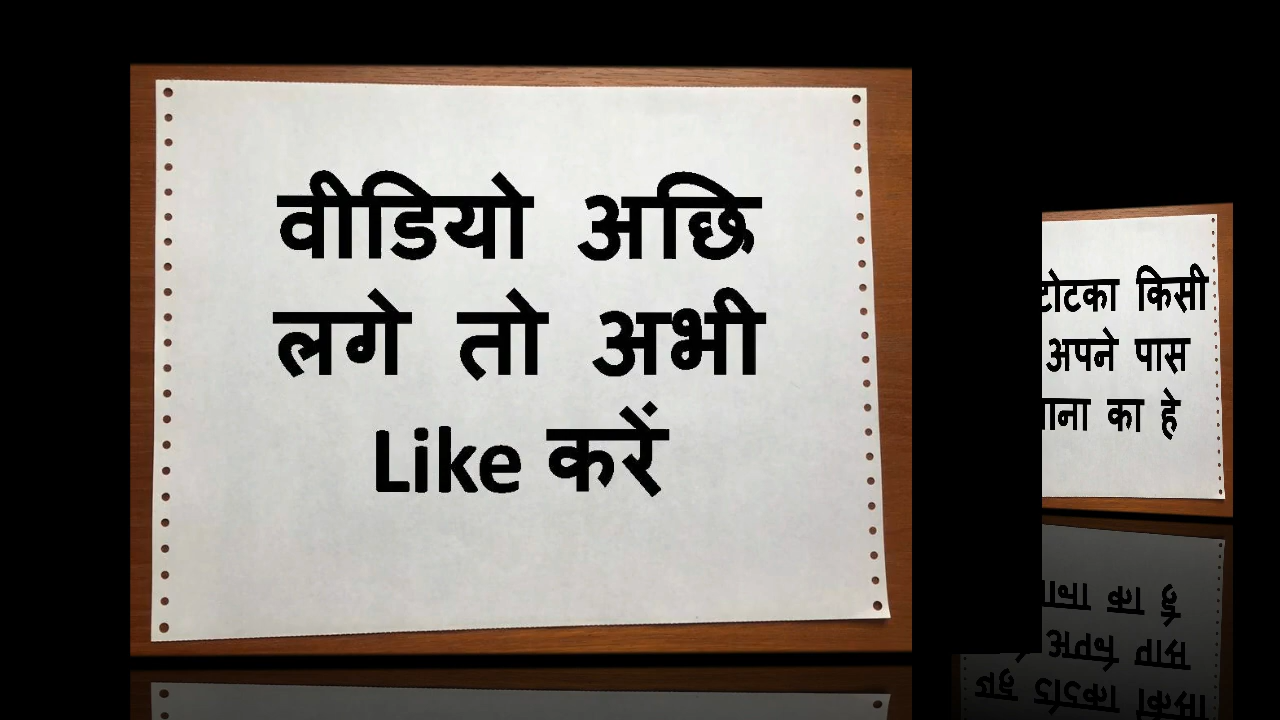 वीडियो अछि
लगे तो अभी
Like करें
टोटका किसी
अपने पास
का हे